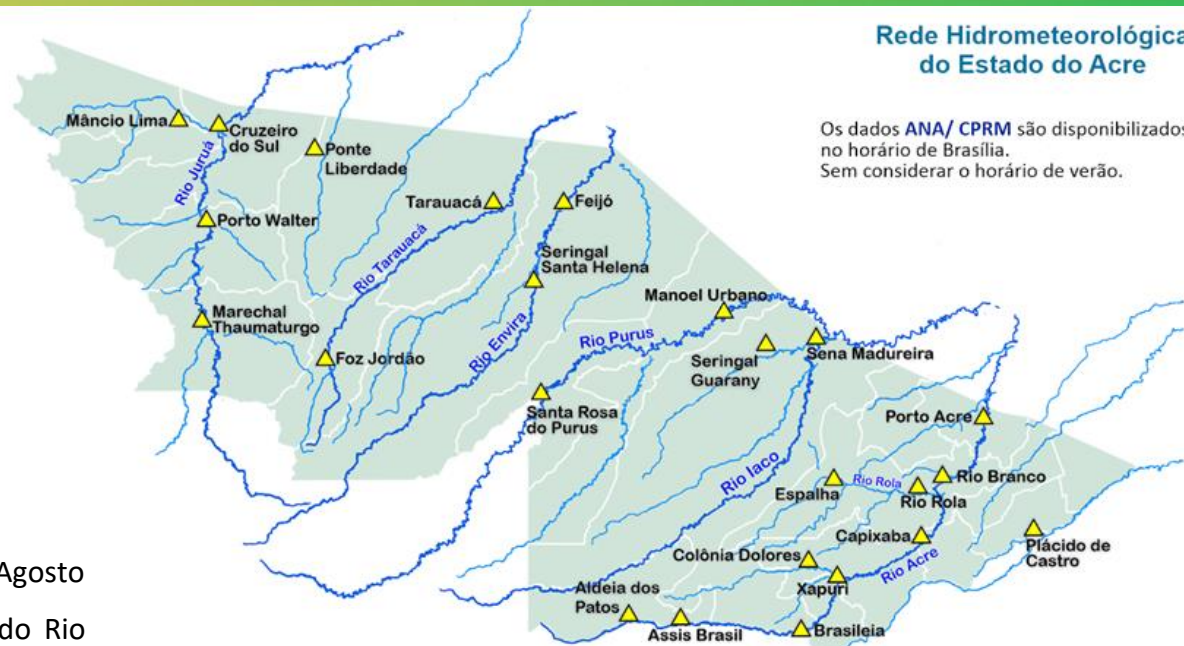 Rede Hidrometeorológica
do Estado do Acre
Os dados ANA/ CPRM são disponibilizados
no horário de Brasília.
Sem considerar o horário de verão.
Mâncio Lima
Cruzeiro
do Sul
Ponte
Liberdade
Rio Juruá
Porto Walter
Tarauacá
Feijó
Rio Tarauacá
Seringal
Santa Helena
Marechal
Thaumaturgo
Foz Jordão
Rio Envira
Manoel Urbano
Rio Purus
Seringal
Guarany
Sena Madureira
Santa Rosa
do Purus
Porto Acre
Rio Iaco
Espalha
Rio Rola
Rio Rola
Rio Branco
Capixaba
Plácido de
Castro
Colônia Dolores
Rio Acre
Xapuri
Aldeia dos
Patos
Assis Brasil
Brasileia
Agosto
do Rio